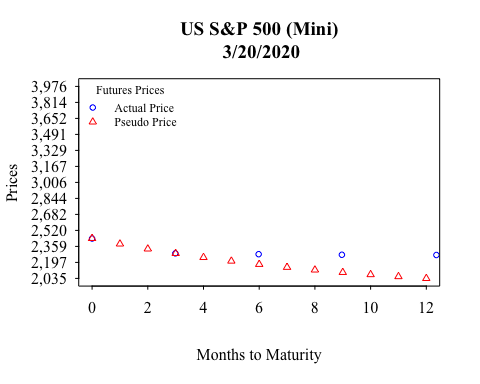 US S&P 500 (Mini)
3/20/2020
Futures Prices
Actual Price
Pseudo Price
Prices
3,976
3,814
3,652
3,491
3,329
3,167
3,006
2,844
2,682
2,520
2,359
2,197
2,035
0 2 4 6 8 10 12
Months to Maturity